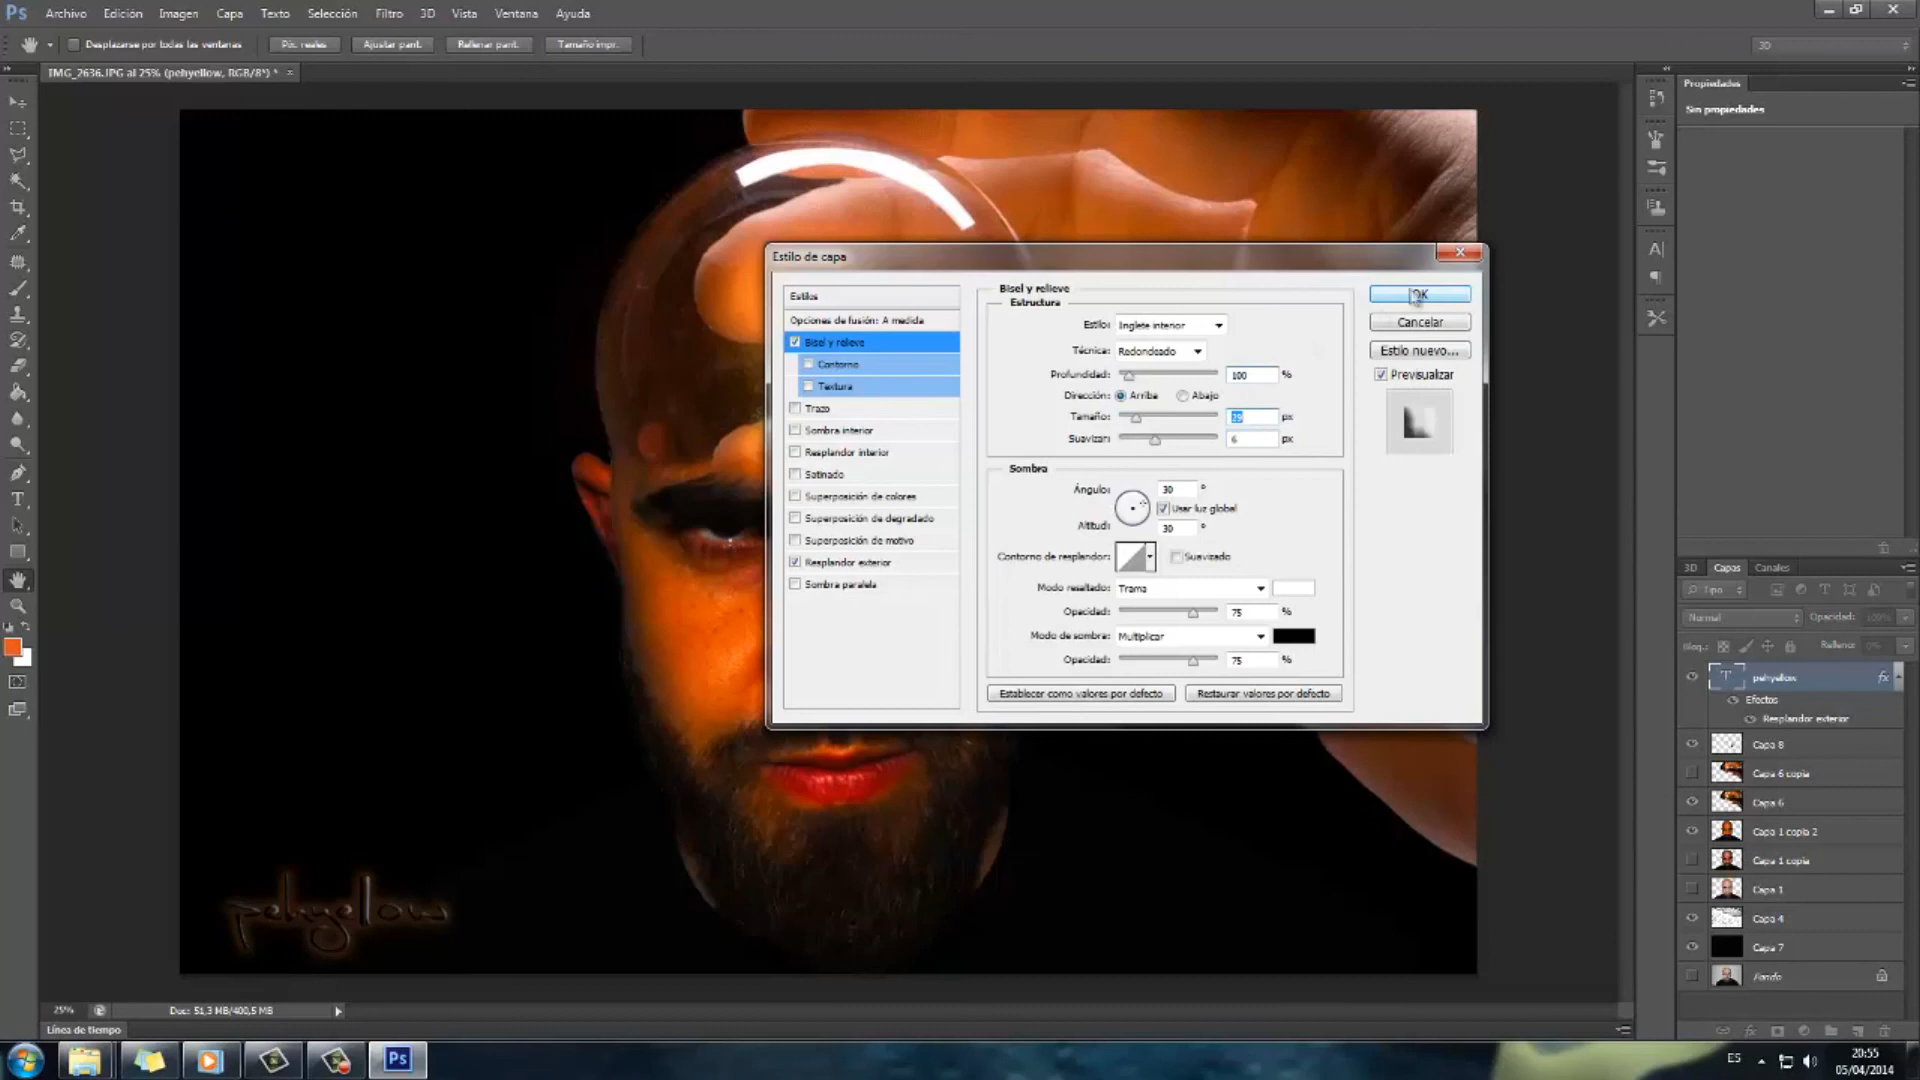 Ps Archivo Edición Imagen Capa Texto Selección Filtro 3D Vista Ventana Ayuda
Desplazarse por todas las ventanas Píx. reales Ajustar pant. Rellenar pant. Tamaño impr. 3D
IMG_2636.JPG al 25% (pehyellow, RGB/8*) * ×
Propiedades
Sin propiedades
Estilo de capa
Estilos
Opciones de fusión: A medida
Bisel y relieve
Contorno
Textura
Trazo
Sombra interior
Resplandor interior
Satinado
Superposición de colores
Superposición de degradado
Superposición de motivo
Resplandor exterior
Sombra paralela
Bisel y relieve
Estructura
Estilo: Inglete interior
Técnica: Redondeado
Profundidad: 100 %
Dirección: Arriba Abajo
Tamaño: 29 px
Suavizar: 6 px
Sombra
Ángulo: 30 °
Usar luz global
Altitud: 30 °
Contorno de resplandor: Suavizado
Modo resaltado: Trama
Opacidad: 75 %
Modo de sombra: Multiplicar
Opacidad: 75 %
Establecer como valores por defecto Restaurar valores por defecto
OK
Cancelar
Estilo nuevo...
Previsualizar
3D Capas Canales
Tipo
Normal Opacidad: 100%
Bloq.: Relleno: 0%
T pehyellow fx
Efectos
Resplandor exterior
Capa 8
Capa 6 copia
Capa 6
Capa 1 copia 2
Capa 1 copia
Capa 1
Capa 4
Capa 7
Fondo
pehyellow
25% Doc: 51,3 MB/400,5 MB
Línea de tiempo
Ps
ES
20:55
05/04/2014